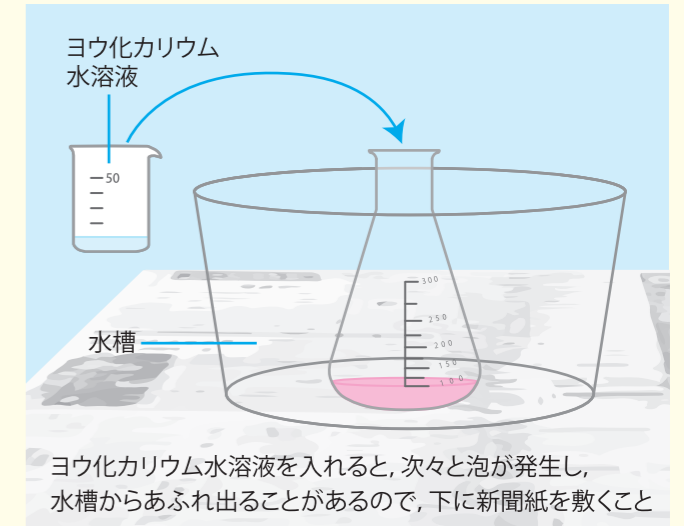 ヨウ化カリウム
水溶液
50
300
250
200
150
100
水槽
ヨウ化カリウム水溶液を入れると, 次々と泡が発生し,
水槽からあふれ出ることがあるので, 下に新聞紙を敷くこと